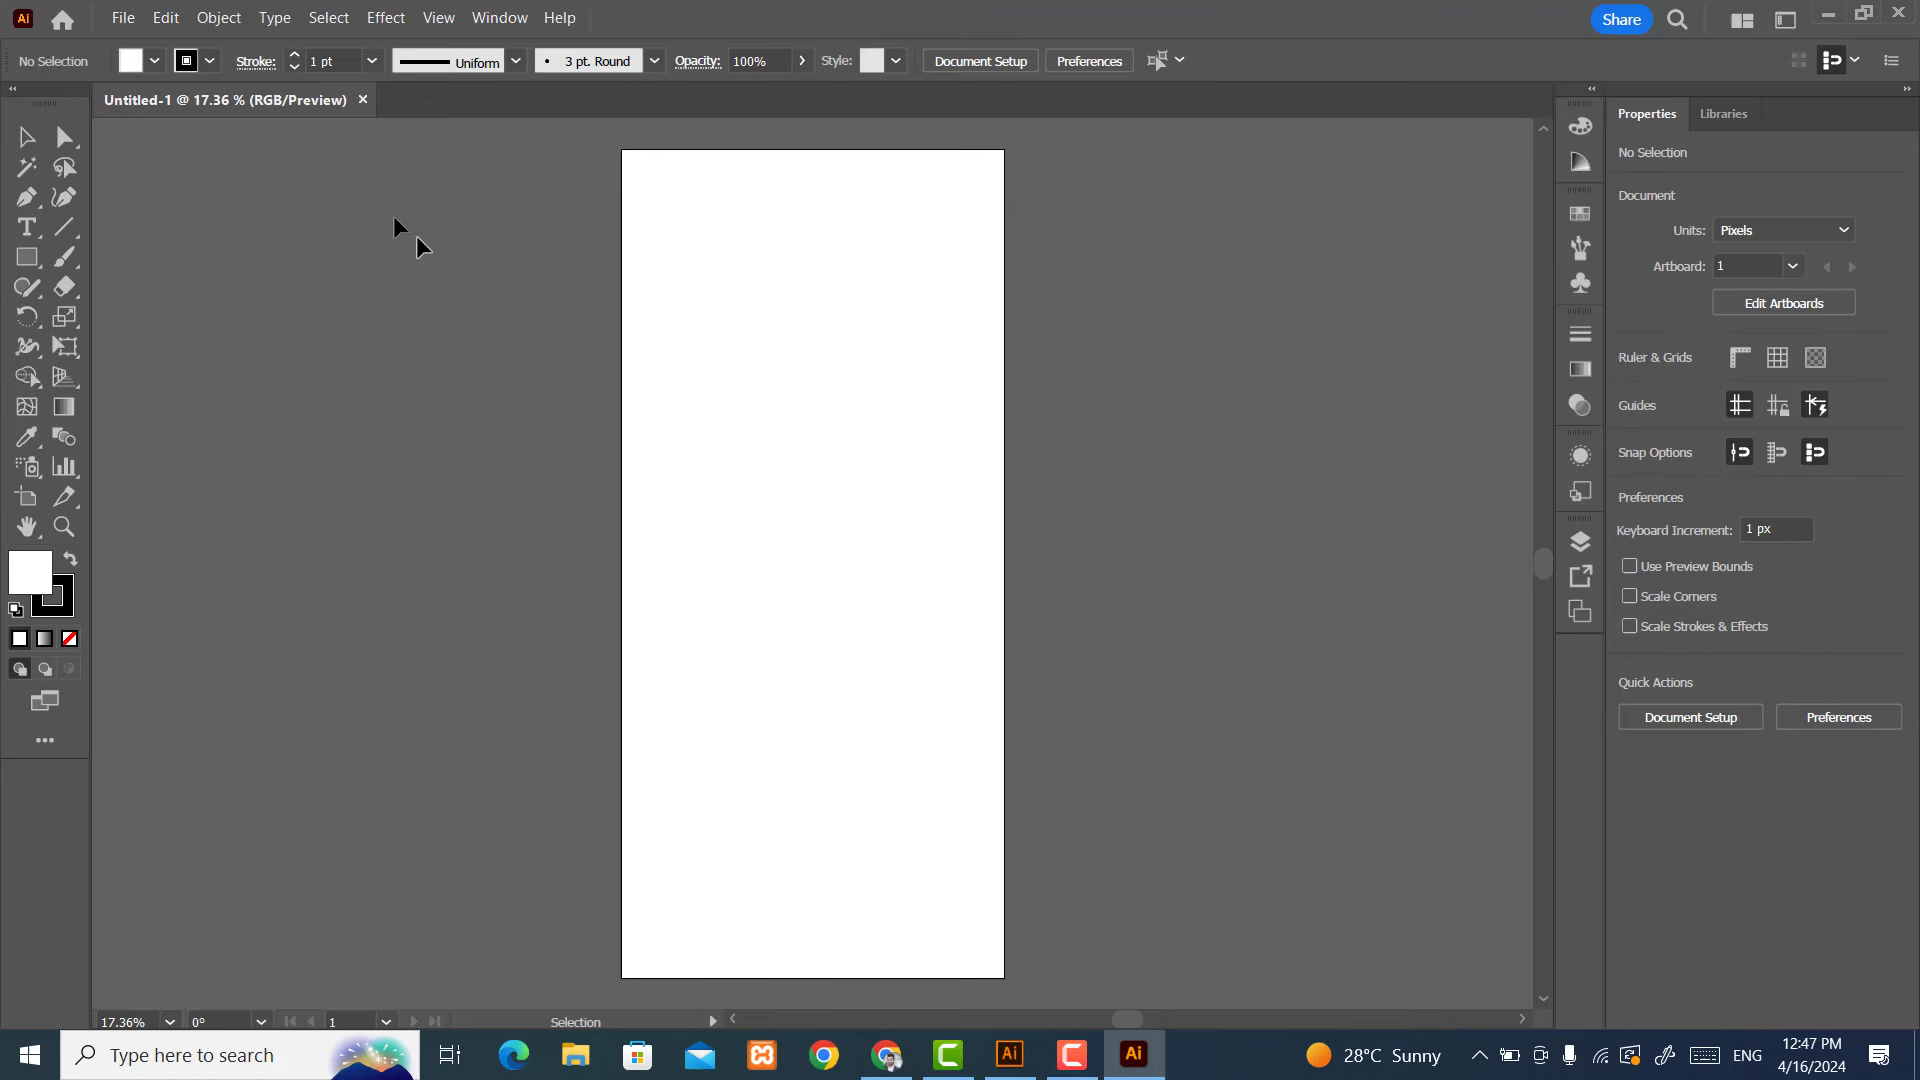 Ai File Edit Object Type Select Effect View Window Help Share
No Selection Stroke: 1 pt Uniform 3 pt. Round Opacity: 100% Style: Document Setup Preferences
Untitled-1 @ 17.36 % (RGB/Preview)
Properties Libraries
No Selection
Document
Units: Pixels
Artboard: 1
Edit Artboards
Ruler & Grids
Guides
Snap Options
Preferences
Keyboard Increment: 1 px
Use Preview Bounds
Scale Corners
Scale Strokes & Effects
Quick Actions
Document Setup Preferences
17.36% 0° 1 Selection
Type here to search Ai Ai 28°C Sunny ENG
12:47 PM
4/16/2024